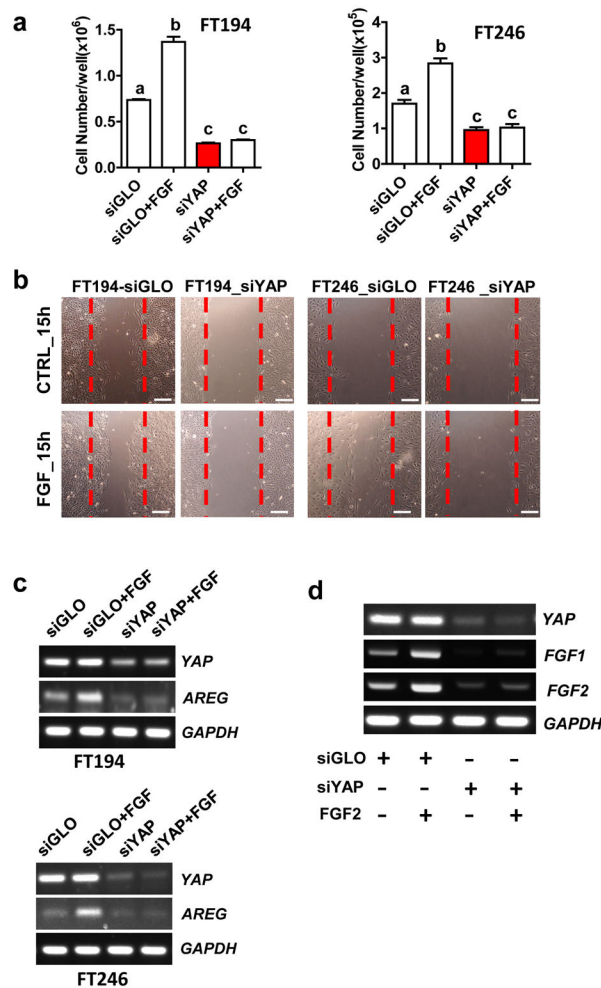 a
FT194
Cell Number/well(x10⁶)
1.5
1.0
0.5
0.0
a
b
c
c
siGLO
siGLO+FGF
siYAP
siYAP+FGF
FT246
Cell Number/well(x10⁵)
4
3
2
1
0
a
b
c
c
siGLO
siGLO+FGF
siYAP
siYAP+FGF
b
FT194-siGLO FT194_siYAP FT246_siGLO FT246 _siYAP
CTRL_15h
FGF_15h
c
siGLO
siGLO+FGF
siYAP
siYAP+FGF
YAP
AREG
GAPDH
FT194
siGLO
siGLO+FGF
siYAP
siYAP+FGF
YAP
AREG
GAPDH
FT246
d
YAP
FGF1
FGF2
GAPDH
siGLO + + - -
siYAP - - + +
FGF2 - + - +